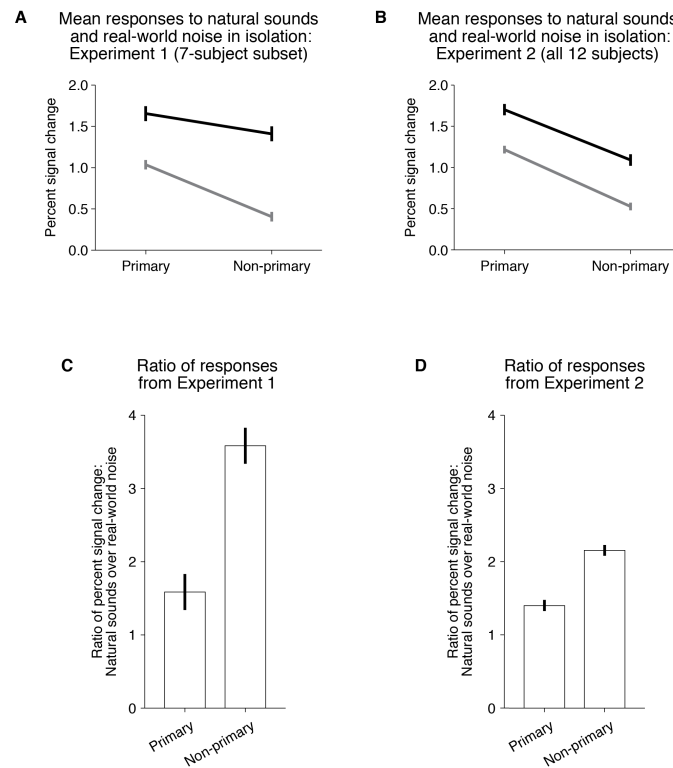 A
Mean responses to natural sounds
and real-world noise in isolation:
Experiment 1 (7-subject subset)
Percent signal change
2.0
1.5
1.0
0.5
0.0
Primary
Non-primary
B
Mean responses to natural sounds
and real-world noise in isolation:
Experiment 2 (all 12 subjects)
Percent signal change
2.0
1.5
1.0
0.5
0.0
Primary
Non-primary
C
Ratio of responses
from Experiment 1
Ratio of percent signal change:
Natural sounds over real-world noise
4
3
2
1
0
Primary
Non-primary
D
Ratio of responses
from Experiment 2
Ratio of percent signal change:
Natural sounds over real-world noise
4
3
2
1
0
Primary
Non-primary